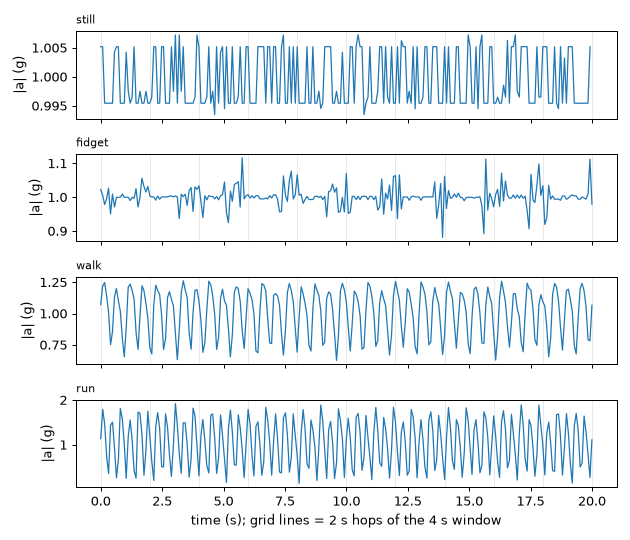 still
1.005
1.000
0.995
|a| (g)
fidget
1.1
1.0
0.9
|a| (g)
walk
1.25
1.00
0.75
|a| (g)
run
2
1
|a| (g)
0.0 2.5 5.0 7.5 10.0 12.5 15.0 17.5 20.0
time (s); grid lines = 2 s hops of the 4 s window